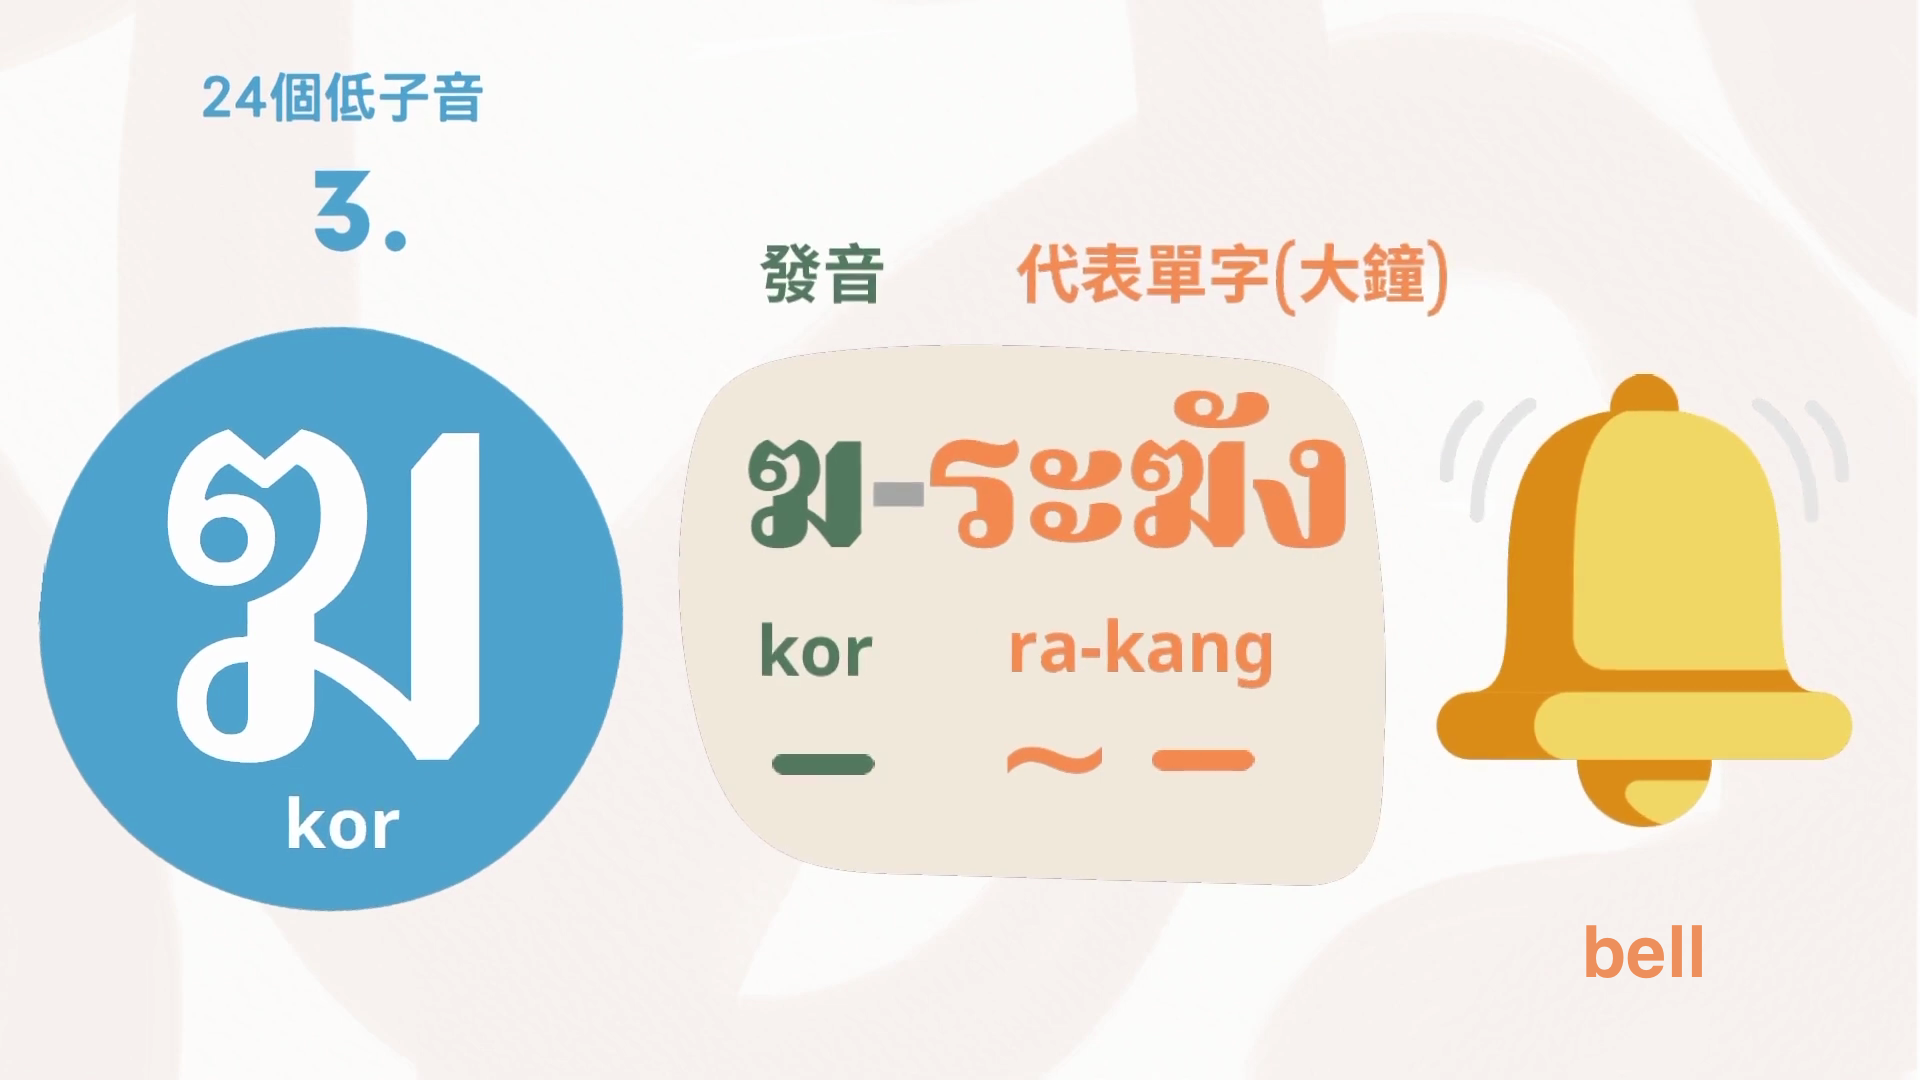 24個低子音
3.
發音
代表單字(大鐘)
ฆ
kor
ฆ-ระฆัง
kor
ra-kang
— ~ —
bell